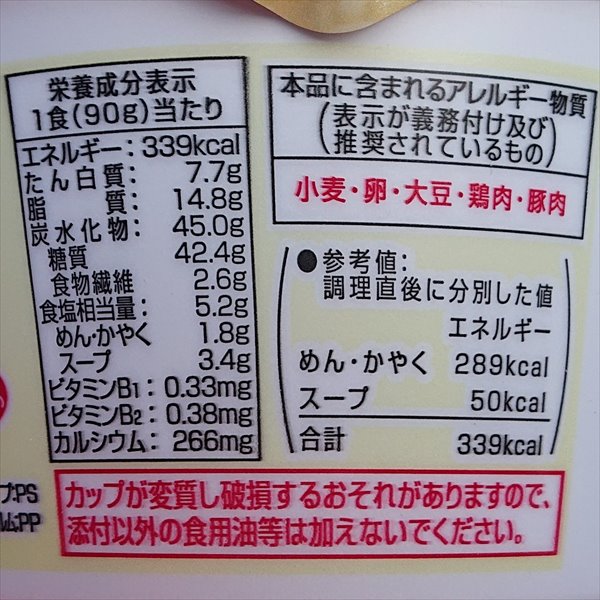 栄養成分表示
1食(90g)当たり
エネルギー: 339kcal
たん白質: 7.7g
脂質: 14.8g
炭水化物: 45.0g
糖質 42.4g
食物繊維 2.6g
食塩相当量: 5.2g
めん・かやく 1.8g
スープ 3.4g
ビタミンB1: 0.33mg
ビタミンB2: 0.38mg
カルシウム: 266mg
本品に含まれるアレルギー物質
(表示が義務付け及び
推奨されているもの)
小麦・卵・大豆・鶏肉・豚肉
●参考値:
調理直後に分別した値
エネルギー
めん・かやく 289kcal
スープ 50kcal
合計 339kcal
プ:PS
ルム:PP
カップが変質し破損するおそれがありますので、
添付以外の食用油等は加えないでください。